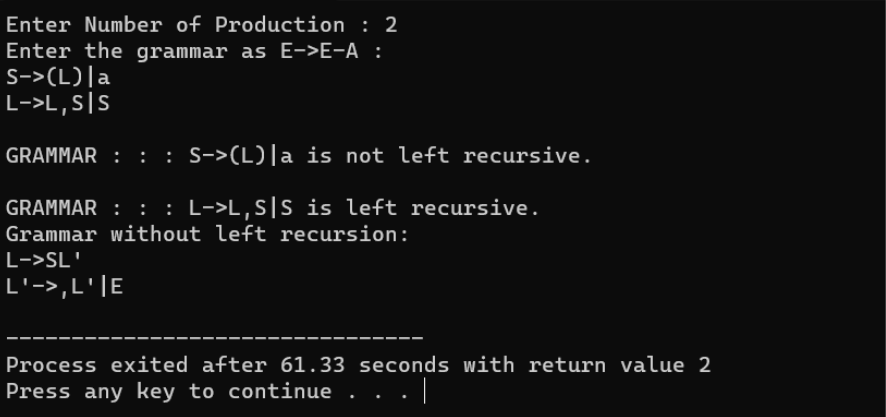 Enter Number of Production : 2
Enter the grammar as E->E-A :
S->(L)|a
L->L,S|S
GRAMMAR : : : S->(L)|a is not left recursive.
GRAMMAR : : : L->L,S|S is left recursive.
Grammar without left recursion:
L->SL'
L'->,L'|E
--------------------------------
Process exited after 61.33 seconds with return value 2
Press any key to continue . . .